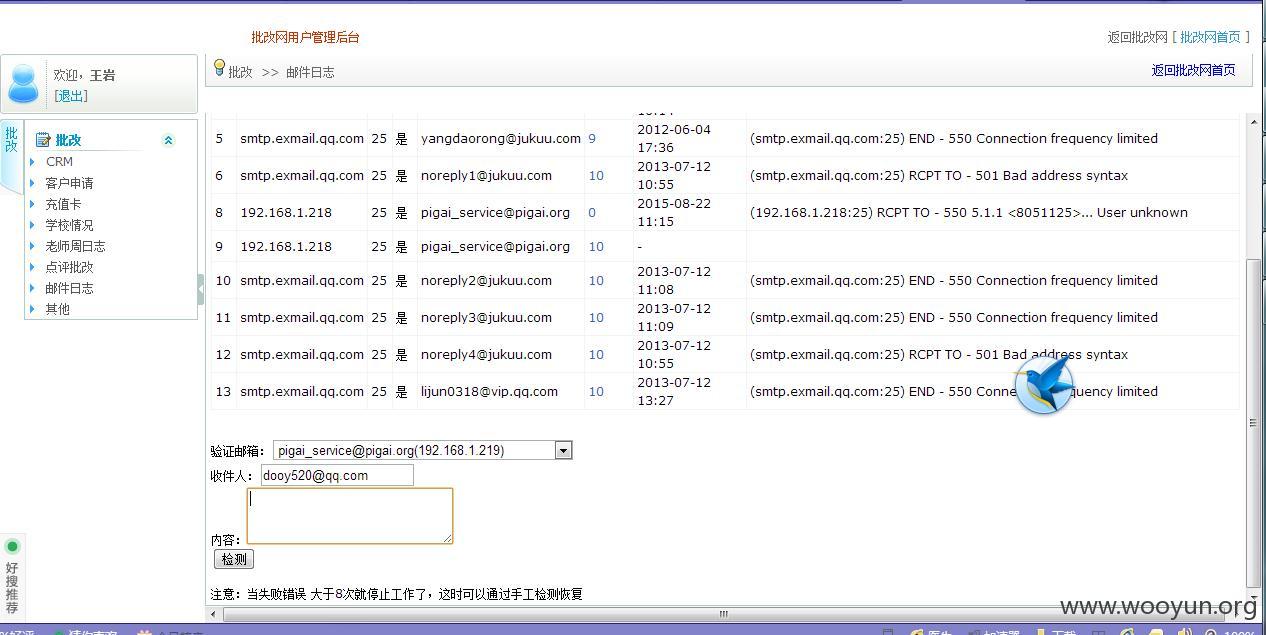 批改网用户管理后台
返回批改网 [ 批改网首页 ]
欢迎，王岩
[退出]
批改 >> 邮件日志
返回批改网首页
批改
批改
CRM
客户申请
充值卡
学校情况
老师周日志
点评批改
邮件日志
其他
5 smtp.exmail.qq.com 25 是 yangdaorong@jukuu.com 9 2012-06-04 17:36 (smtp.exmail.qq.com:25) END - 550 Connection frequency limited
6 smtp.exmail.qq.com 25 是 noreply1@jukuu.com 10 2013-07-12 10:55 (smtp.exmail.qq.com:25) RCPT TO - 501 Bad address syntax
8 192.168.1.218 25 是 pigai_service@pigai.org 0 2015-08-22 11:15 (192.168.1.218:25) RCPT TO - 550 5.1.1 <8051125>... User unknown
9 192.168.1.218 25 是 pigai_service@pigai.org 10 -
10 smtp.exmail.qq.com 25 是 noreply2@jukuu.com 10 2013-07-12 11:08 (smtp.exmail.qq.com:25) END - 550 Connection frequency limited
11 smtp.exmail.qq.com 25 是 noreply3@jukuu.com 10 2013-07-12 11:09 (smtp.exmail.qq.com:25) END - 550 Connection frequency limited
12 smtp.exmail.qq.com 25 是 noreply4@jukuu.com 10 2013-07-12 10:55 (smtp.exmail.qq.com:25) RCPT TO - 501 Bad address syntax
13 smtp.exmail.qq.com 25 是 lijun0318@vip.qq.com 10 2013-07-12 13:27 (smtp.exmail.qq.com:25) END - 550 Connection frequency limited
验证邮箱： pigai_service@pigai.org(192.168.1.219)
收件人： dooy520@qq.com
内容：
检测
注意：当失败错误 大于8次就停止工作了，这时可以通过手工检测恢复
好搜推荐
www.wooyun.org